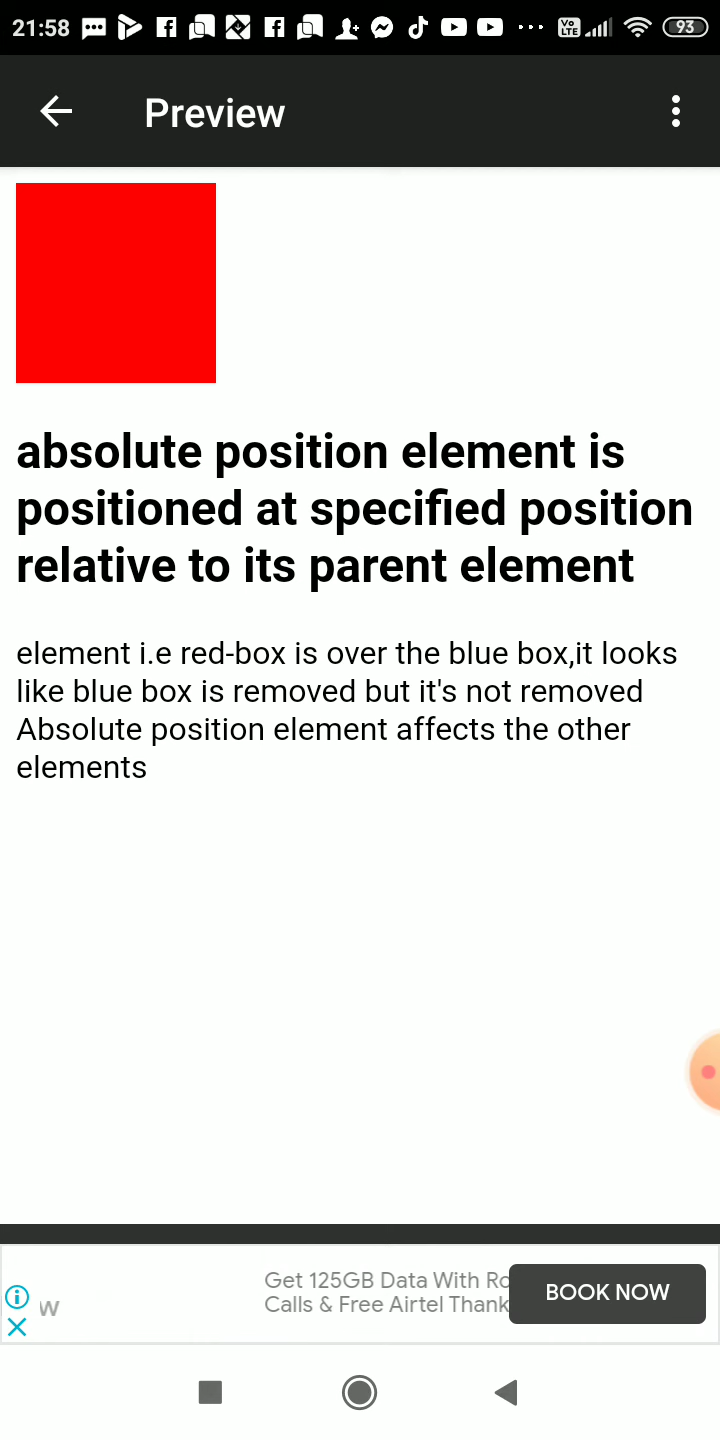 21:58
Vo
LTE
93
Preview
absolute position element is
positioned at specified position
relative to its parent element
element i.e red-box is over the blue box,it looks
like blue box is removed but it's not removed
Absolute position element affects the other
elements
w
Get 125GB Data With Ro
Calls & Free Airtel Thank
BOOK NOW